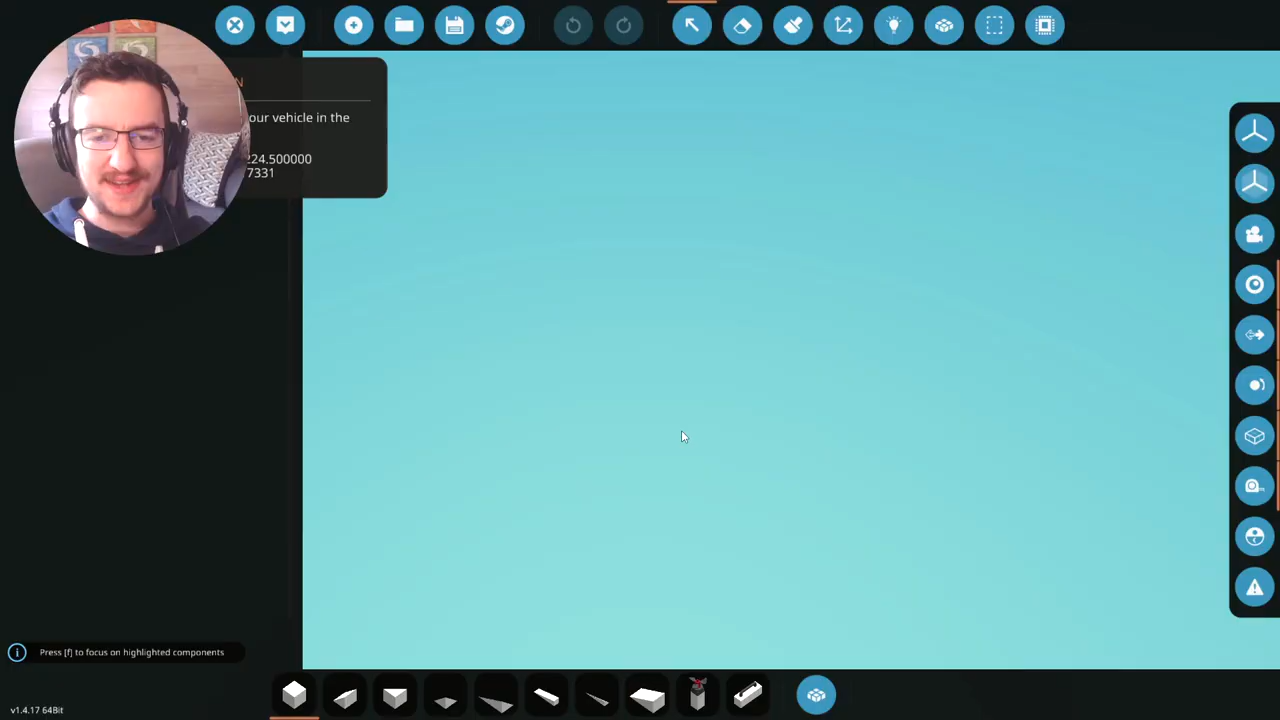 N
our vehicle in the
224.500000
7331
Press [f] to focus on highlighted components
v1.4.17 64Bit